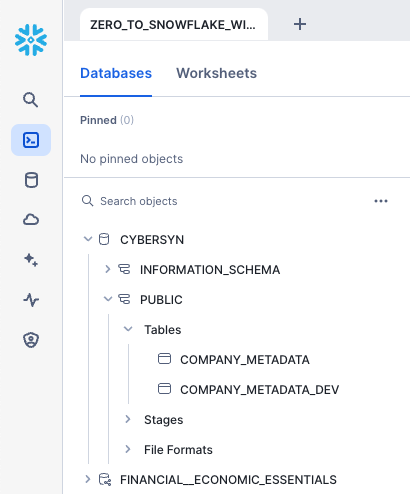 ZERO_TO_SNOWFLAKE_WI...
Databases Worksheets
Pinned (0)
No pinned objects
Search objects
CYBERSYN
INFORMATION_SCHEMA
PUBLIC
Tables
COMPANY_METADATA
COMPANY_METADATA_DEV
Stages
File Formats
FINANCIAL__ECONOMIC_ESSENTIALS